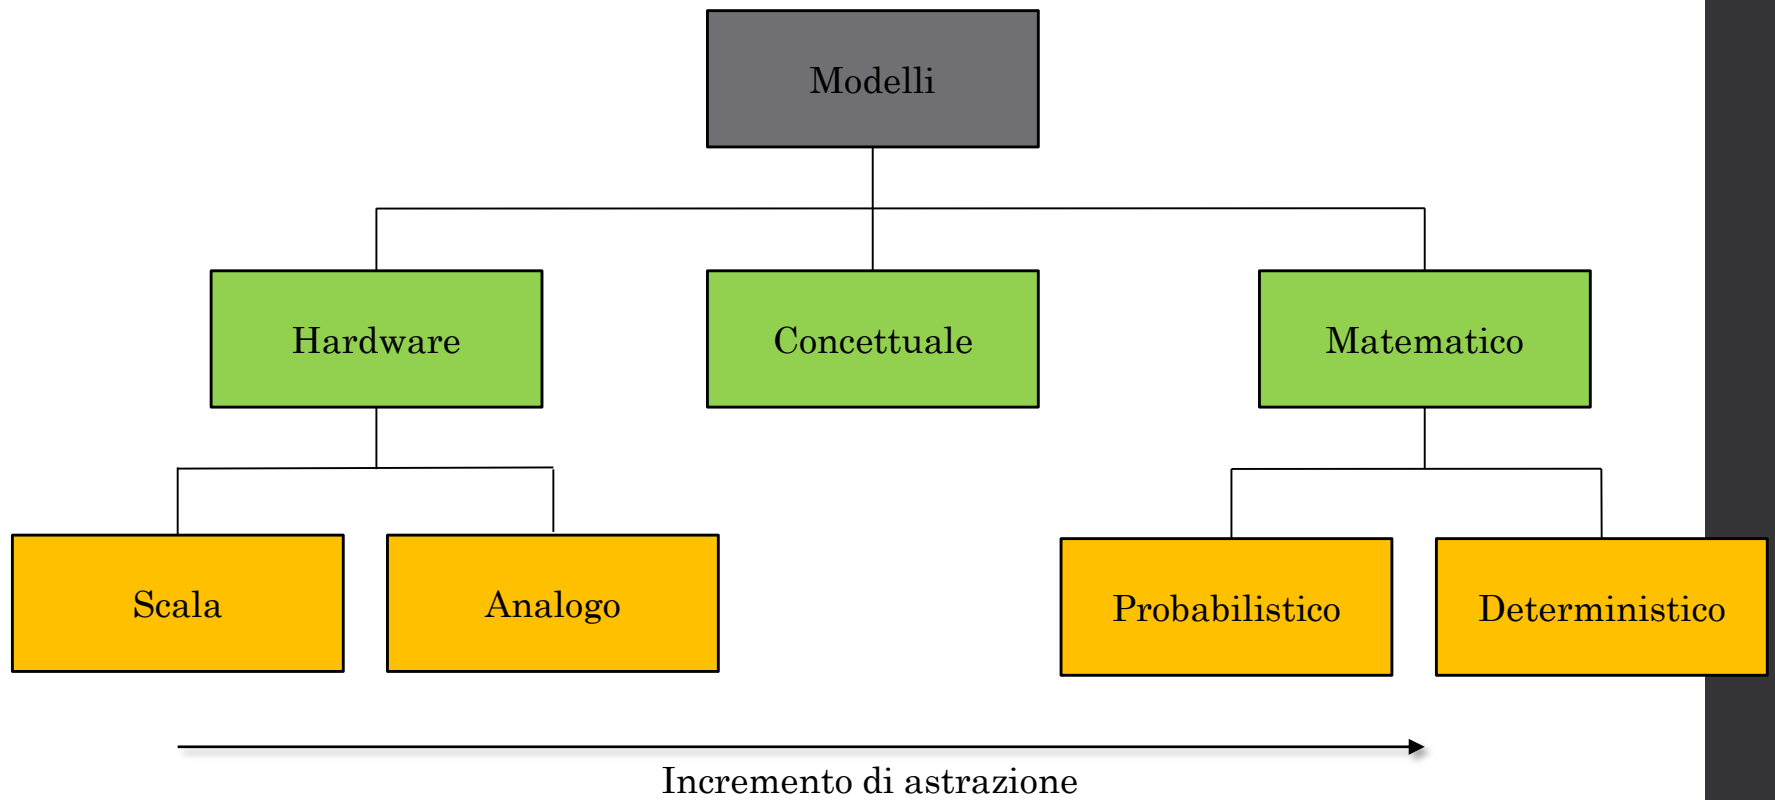 Modelli
Hardware
Concettuale
Matematico
Scala
Analogo
Probabilistico
Deterministico
Incremento di astrazione